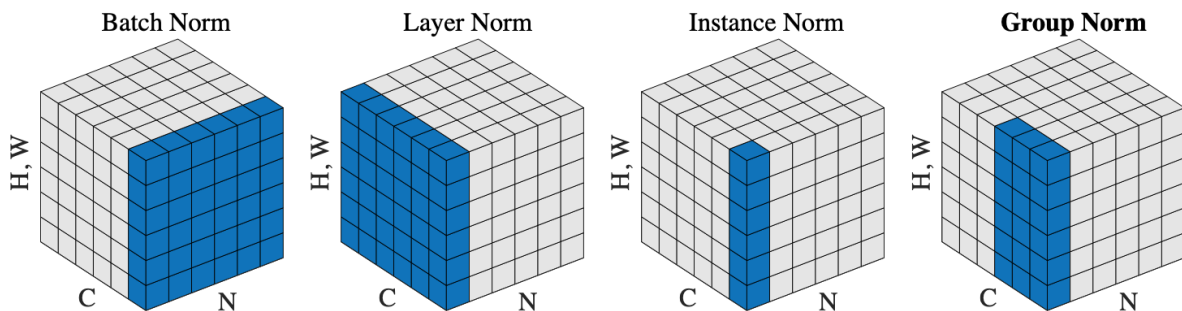 Batch Norm
Layer Norm
Instance Norm
Group Norm
H, W
C
N
H, W
C
N
H, W
C
N
H, W
C
N